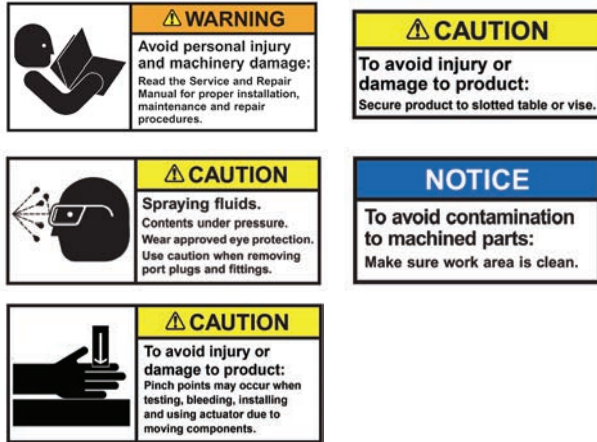 WARNING
Avoid personal injury
and machinery damage:
Read the Service and Repair
Manual for proper installation,
maintenance and repair
procedures.
CAUTION
To avoid injury or
damage to product:
Secure product to slotted table or vise.
CAUTION
Spraying fluids.
Contents under pressure.
Wear approved eye protection.
Use caution when removing
port plugs and fittings.
NOTICE
To avoid contamination
to machined parts:
Make sure work area is clean.
CAUTION
To avoid injury or
damage to product:
Pinch points may occur when
testing, bleeding, installing
and using actuator due to
moving components.